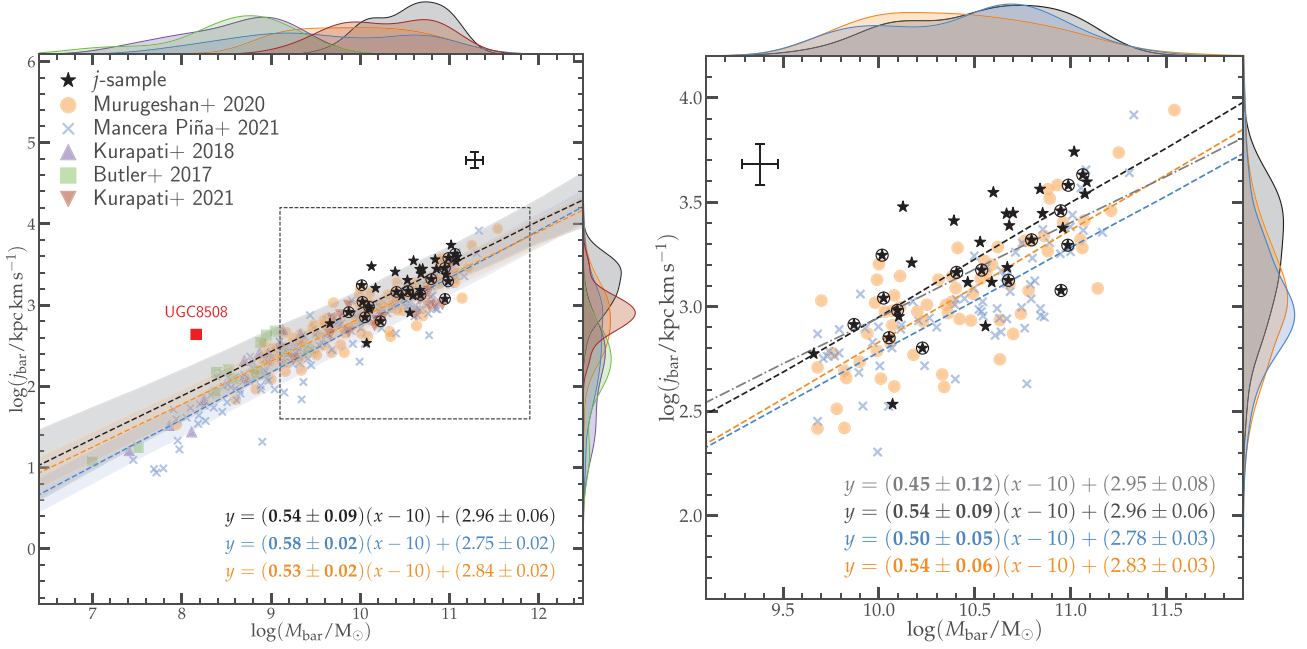 6
5
4
3
2
1
0
log(j_bar/kpc km s⁻¹)
j-sample
Murugeshan+ 2020
Mancera Piña+ 2021
Kurapati+ 2018
Butler+ 2017
Kurapati+ 2021
UGC8508
y = (0.54 ± 0.09)(x − 10) + (2.96 ± 0.06)
y = (0.58 ± 0.02)(x − 10) + (2.75 ± 0.02)
y = (0.53 ± 0.02)(x − 10) + (2.84 ± 0.02)
7 8 9 10 11 12
log(M_bar/M_☉)
4.0
3.5
3.0
2.5
2.0
log(j_bar/kpc km s⁻¹)
y = (0.45 ± 0.12)(x − 10) + (2.95 ± 0.08)
y = (0.54 ± 0.09)(x − 10) + (2.96 ± 0.06)
y = (0.50 ± 0.05)(x − 10) + (2.78 ± 0.03)
y = (0.54 ± 0.06)(x − 10) + (2.83 ± 0.03)
9.5 10.0 10.5 11.0 11.5
log(M_bar/M_☉)